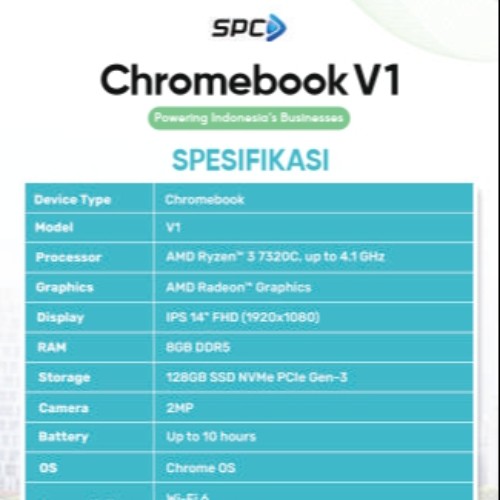 SPC
Chromebook V1
Powering Indonesia's Businesses
SPESIFIKASI
Device Type Chromebook
Model V1
Processor AMD Ryzen™ 3 7320C, up to 4.1 GHz
Graphics AMD Radeon™ Graphics
Display IPS 14" FHD (1920x1080)
RAM 8GB DDR5
Storage 128GB SSD NVMe PCIe Gen-3
Camera 2MP
Battery Up to 10 hours
OS Chrome OS
Wi-Fi 6